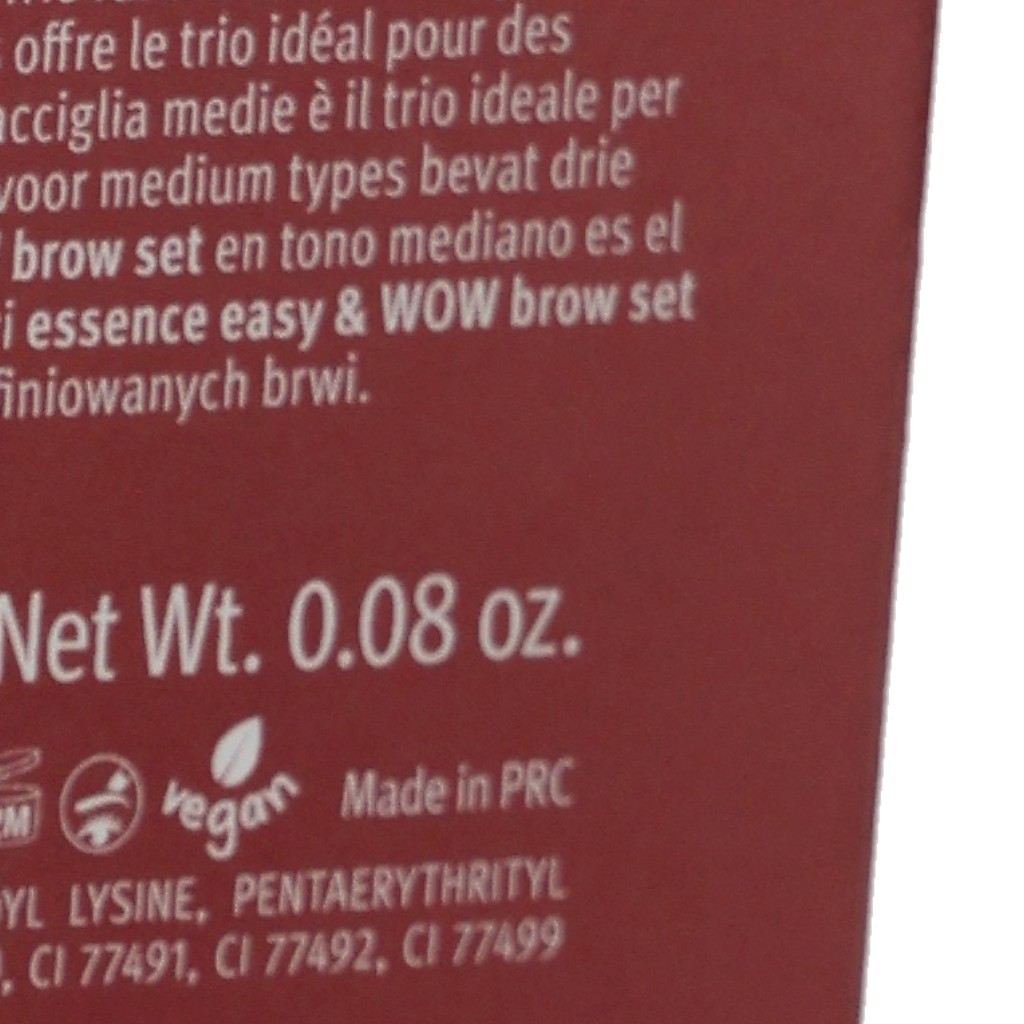 offre le trio idéal pour des
acciglia medie è il trio ideale per
voor medium types bevat drie
brow set en tono mediano es el
i essence easy & WOW brow set
finiowanych brwi.
Net Wt. 0.08 oz.
vegan Made in PRC
YL LYSINE, PENTAERYTHRITYL
, CI 77491, CI 77492, CI 77499